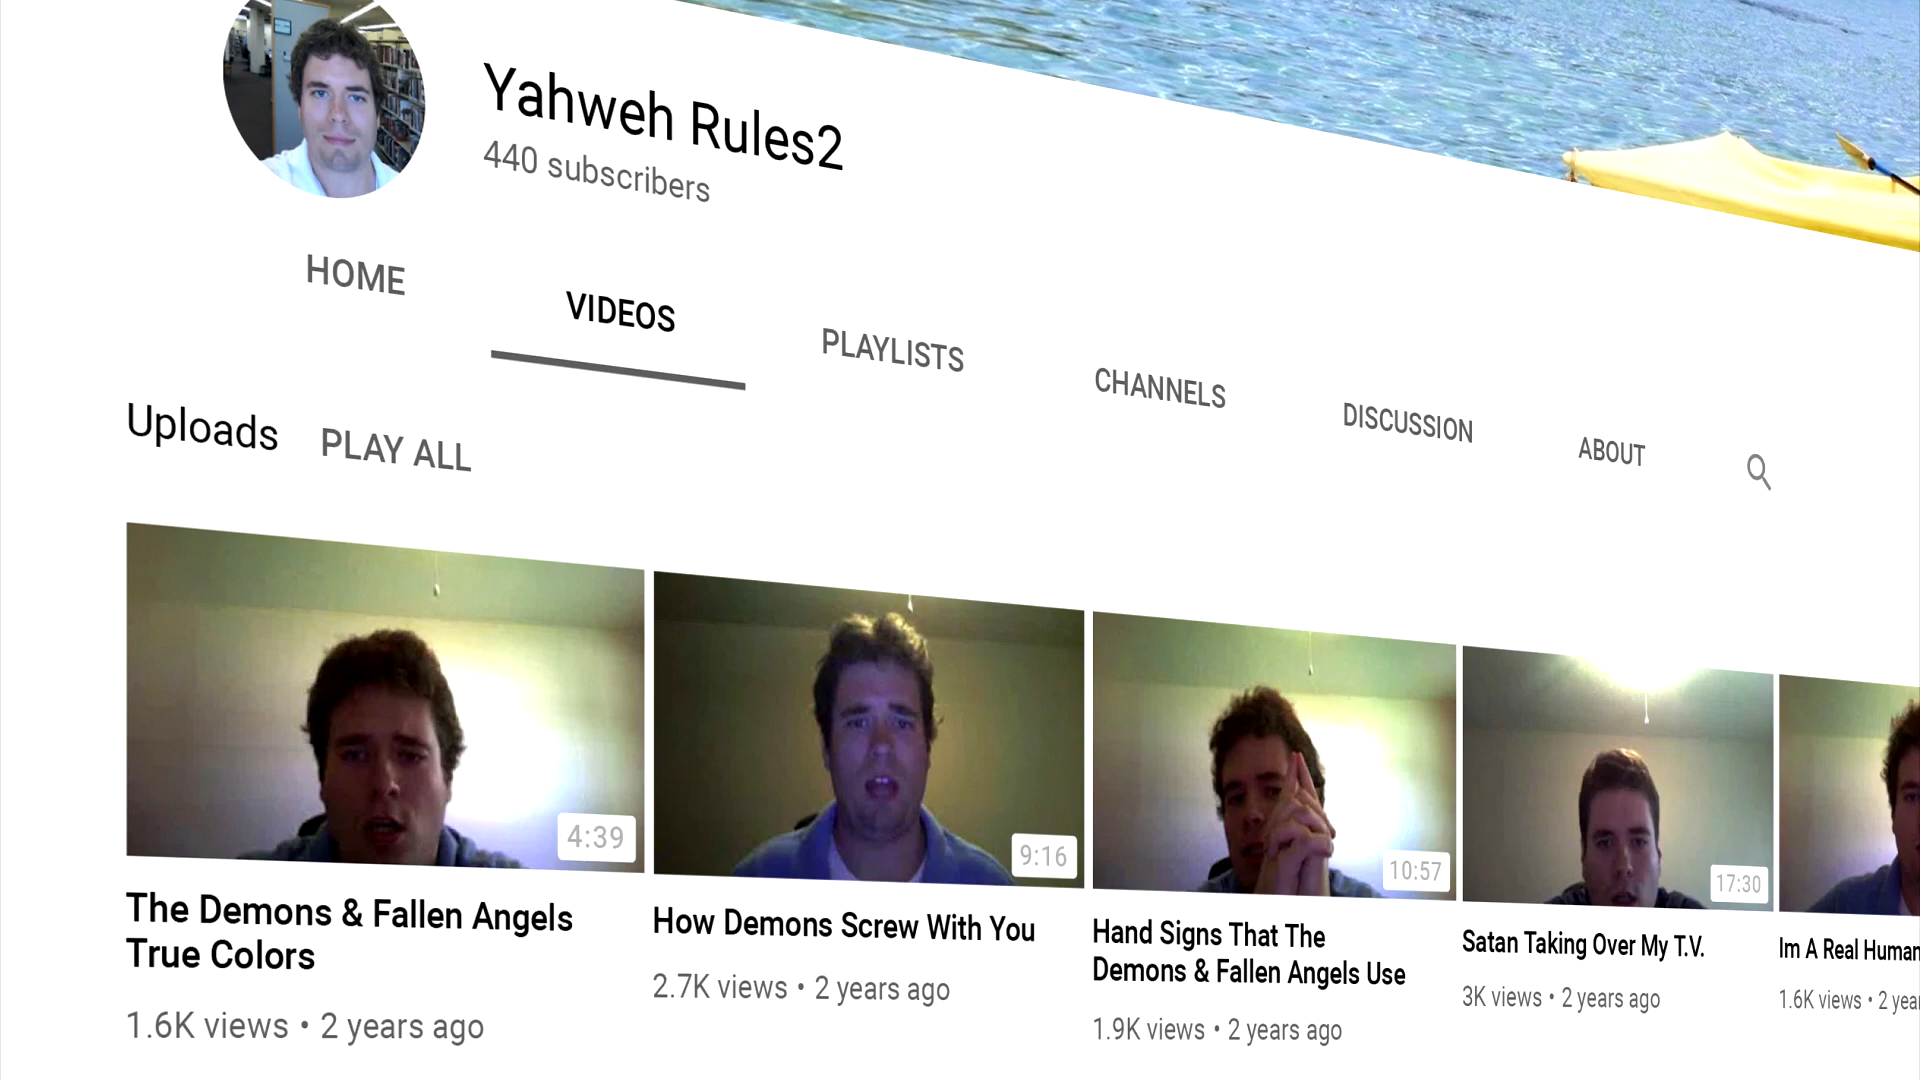 Yahweh Rules2
440 subscribers
HOME
VIDEOS
PLAYLISTS
CHANNELS
DISCUSSION
ABOUT
Uploads
PLAY ALL
4:39
9:16
10:57
17:30
The Demons & Fallen Angels
True Colors
1.6K views • 2 years ago
How Demons Screw With You
2.7K views • 2 years ago
Hand Signs That The
Demons & Fallen Angels Use
1.9K views • 2 years ago
Satan Taking Over My T.V.
3K views • 2 years ago
Im A Real Human
1.6K views • 2 yea